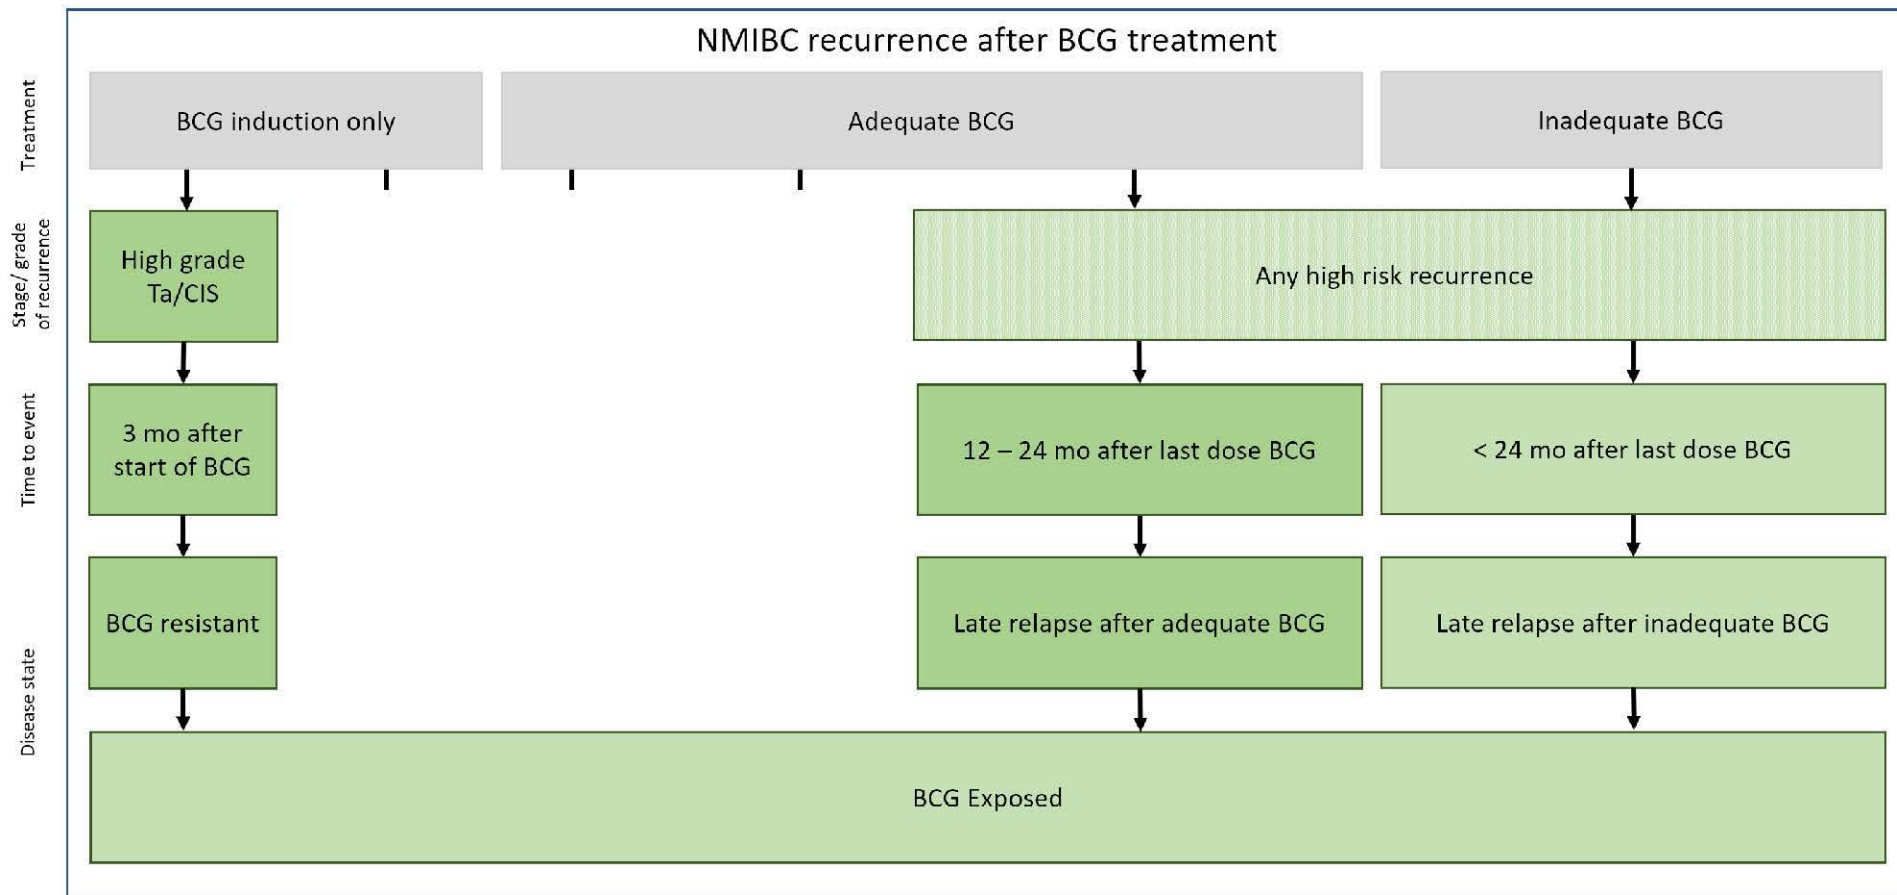 NMIBC recurrence after BCG treatment
Treatment
BCG induction only
Adequate BCG
Inadequate BCG
Stage/ grade
of recurrence
High grade
Ta/CIS
Any high risk recurrence
Time to event
3 mo after
start of BCG
12 – 24 mo after last dose BCG
< 24 mo after last dose BCG
Disease state
BCG resistant
Late relapse after adequate BCG
Late relapse after inadequate BCG
BCG Exposed